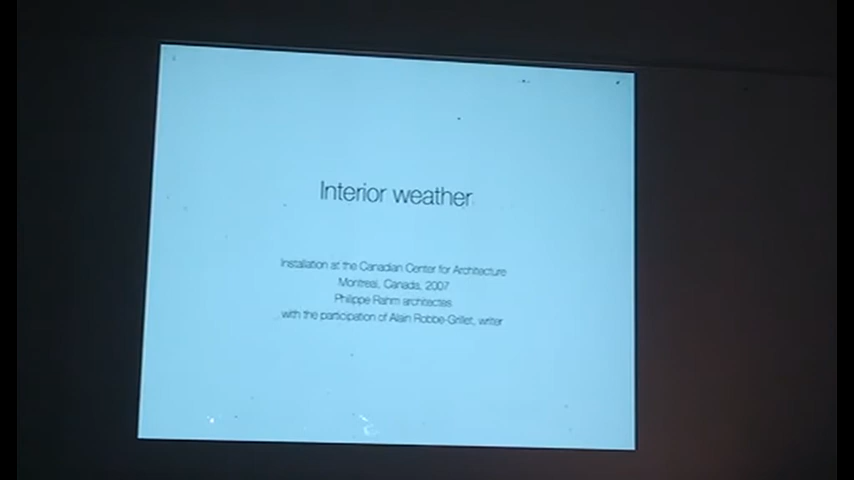 Interior weather
Installation at the Canadian Center for Architecture
Montreal, Canada, 2007
Philippe Rahm architectes
with the participation of Alain Robbe-Grillet, writer